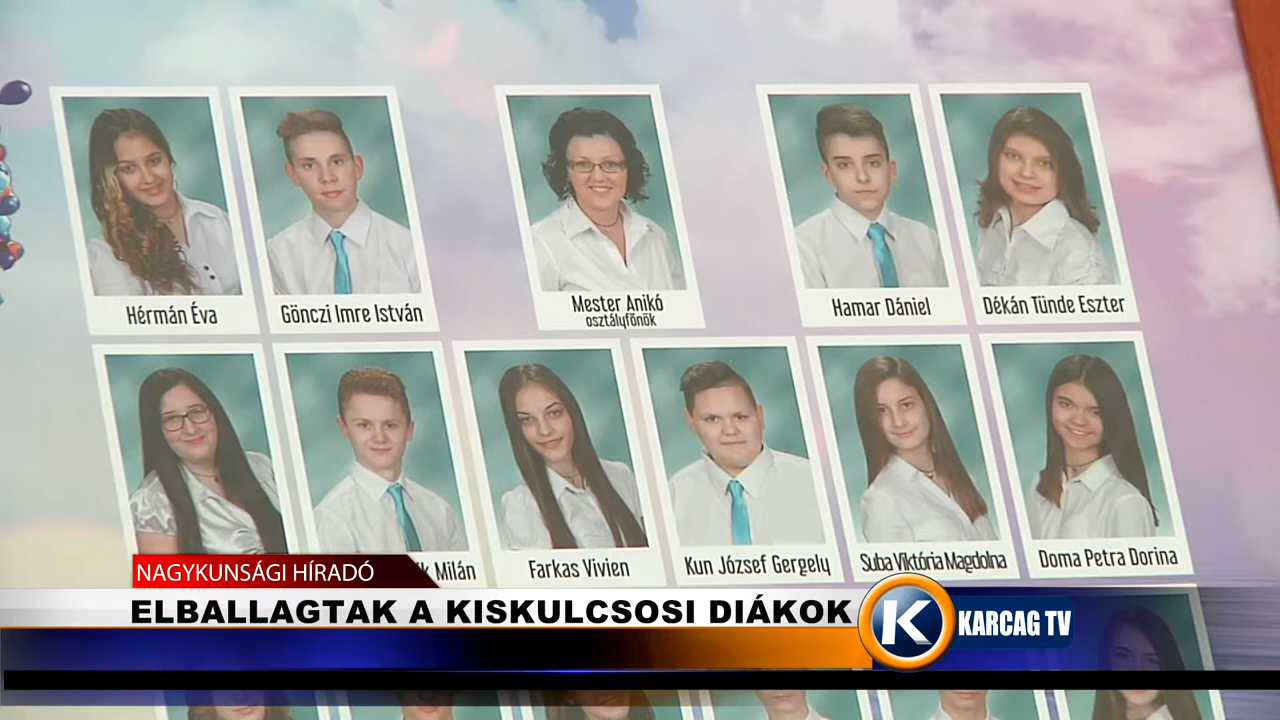 Hérmán Éva
Gönczi Imre István
Mester Anikó
osztályfőnök
Hamar Dániel
Dékán Tünde Eszter
Milán
Farkas Vivien
Kun József Gergely
Suba Viktória Magdolna
Doma Petra Dorina
NAGYKUNSÁGI HÍRADÓ
ELBALLAGTAK A KISKULCSOSI DIÁKOK
K
KARCAG TV